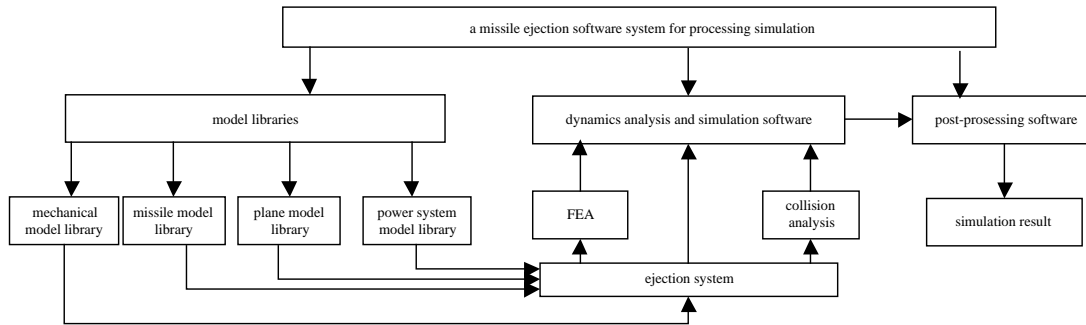 a missile ejection software system for processing simulation
model libraries
dynamics analysis and simulation software
post-prosessing software
mechanical
model library
missile model
library
plane model
library
power system
model library
FEA
collision
analysis
simulation result
ejection system